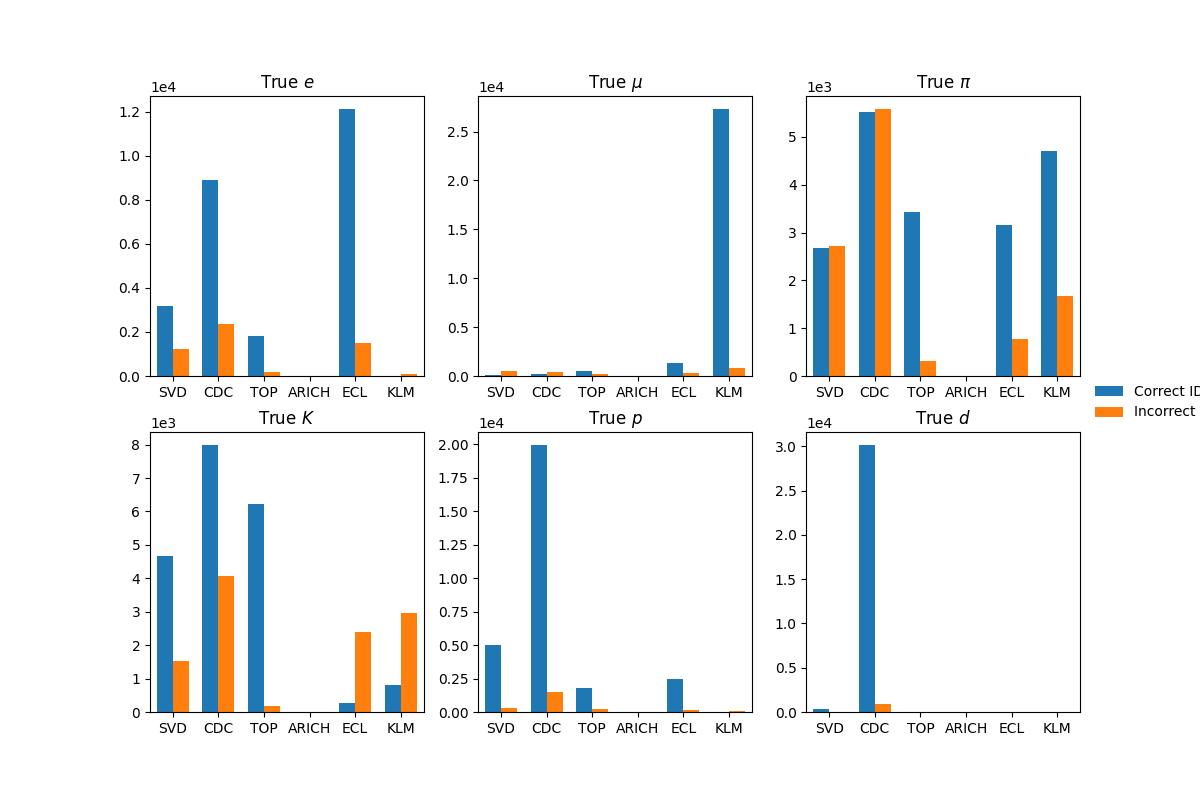 True e
1e4
1.2
1.0
0.8
0.6
0.4
0.2
0.0
SVD CDC TOP ARICH ECL KLM
True μ
1e4
2.5
2.0
1.5
1.0
0.5
0.0
SVD CDC TOP ARICH ECL KLM
True π
1e3
5
4
3
2
1
0
SVD CDC TOP ARICH ECL KLM
Correct ID
Incorrect
True K
1e3
8
7
6
5
4
3
2
1
0
SVD CDC TOP ARICH ECL KLM
True p
1e4
2.00
1.75
1.50
1.25
1.00
0.75
0.50
0.25
0.00
SVD CDC TOP ARICH ECL KLM
True d
1e4
3.0
2.5
2.0
1.5
1.0
0.5
0.0
SVD CDC TOP ARICH ECL KLM